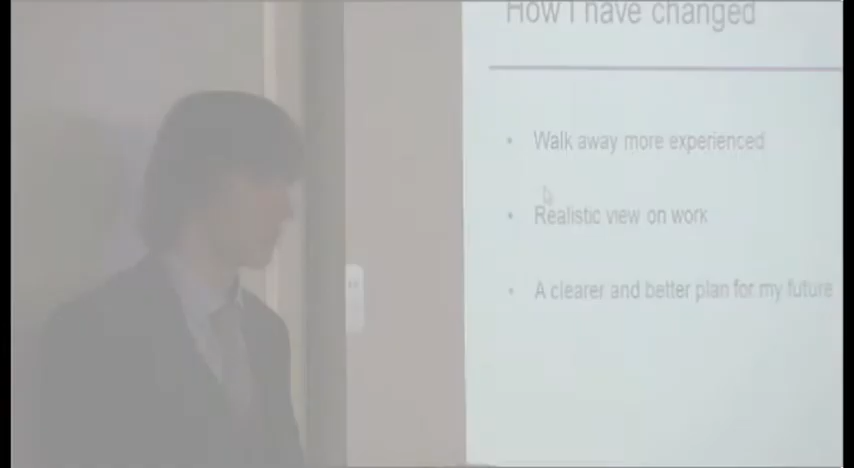 How I have changed
• Walk away more experienced
• Realistic view on work
• A clearer and better plan for my future